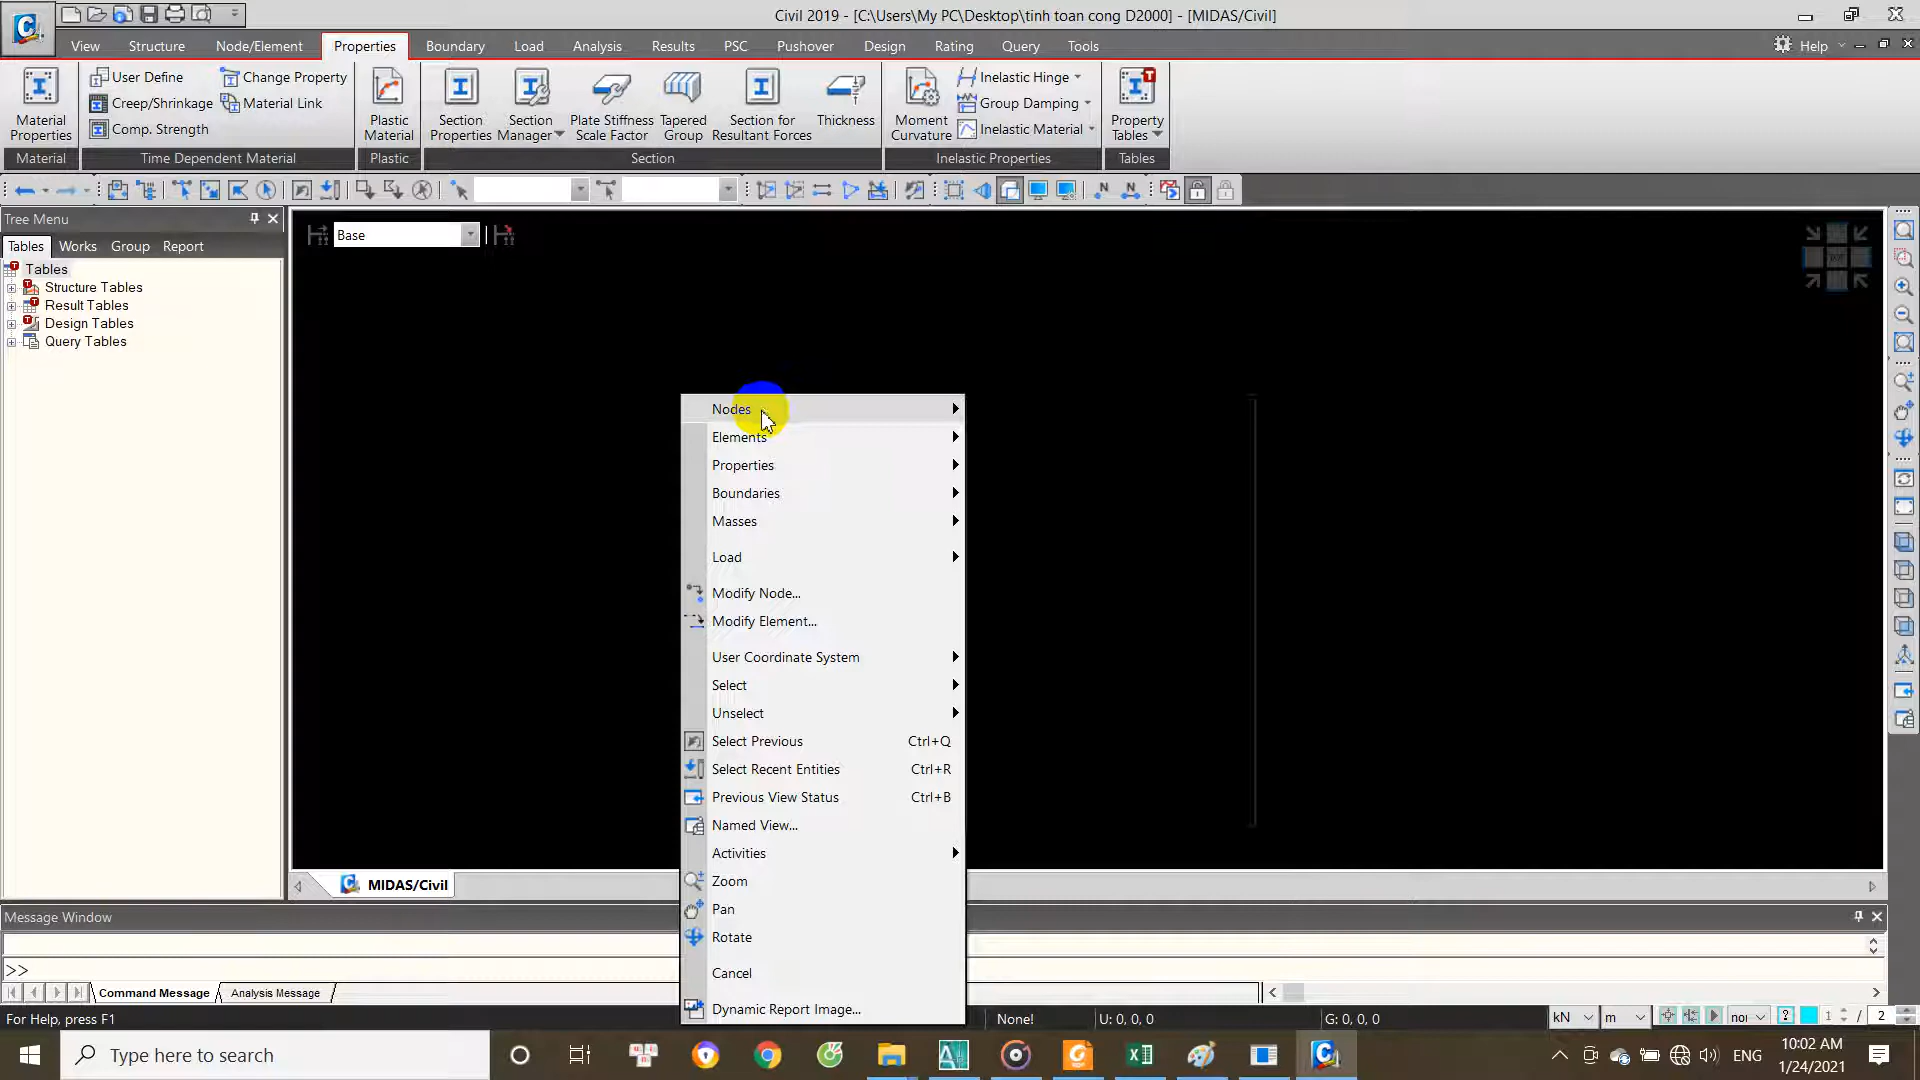 Civil 2019 - [C:\Users\My PC\Desktop\tinh toan cong D2000] - [MIDAS/Civil]
View Structure Node/Element Properties Boundary Load Analysis Results PSC Pushover Design Rating Query Tools Help
User Define Change Property Inelastic Hinge
Creep/Shrinkage Material Link Group Damping
Comp. Strength Inelastic Material
Material Properties
Plastic Material
Section Properties
Section Manager
Plate Stiffness Scale Factor
Tapered Group
Section for Resultant Forces
Thickness
Moment Curvature
Property Tables
Material Time Dependent Material Plastic Section Inelastic Properties Tables
Tree Menu
Tables Works Group Report
Tables
Structure Tables
Result Tables
Design Tables
Query Tables
Base
Nodes
Elements
Properties
Boundaries
Masses
Load
Modify Node...
Modify Element...
User Coordinate System
Select
Unselect
Select Previous Ctrl+Q
Select Recent Entities Ctrl+R
Previous View Status Ctrl+B
Named View...
Activities
Zoom
Pan
Rotate
Cancel
Dynamic Report Image...
MIDAS/Civil
Message Window
>>
Command Message Analysis Message
For Help, press F1 None! U: 0, 0, 0 G: 0, 0, 0 kN m nor 1 / 2
Type here to search
ENG
10:02 AM
1/24/2021